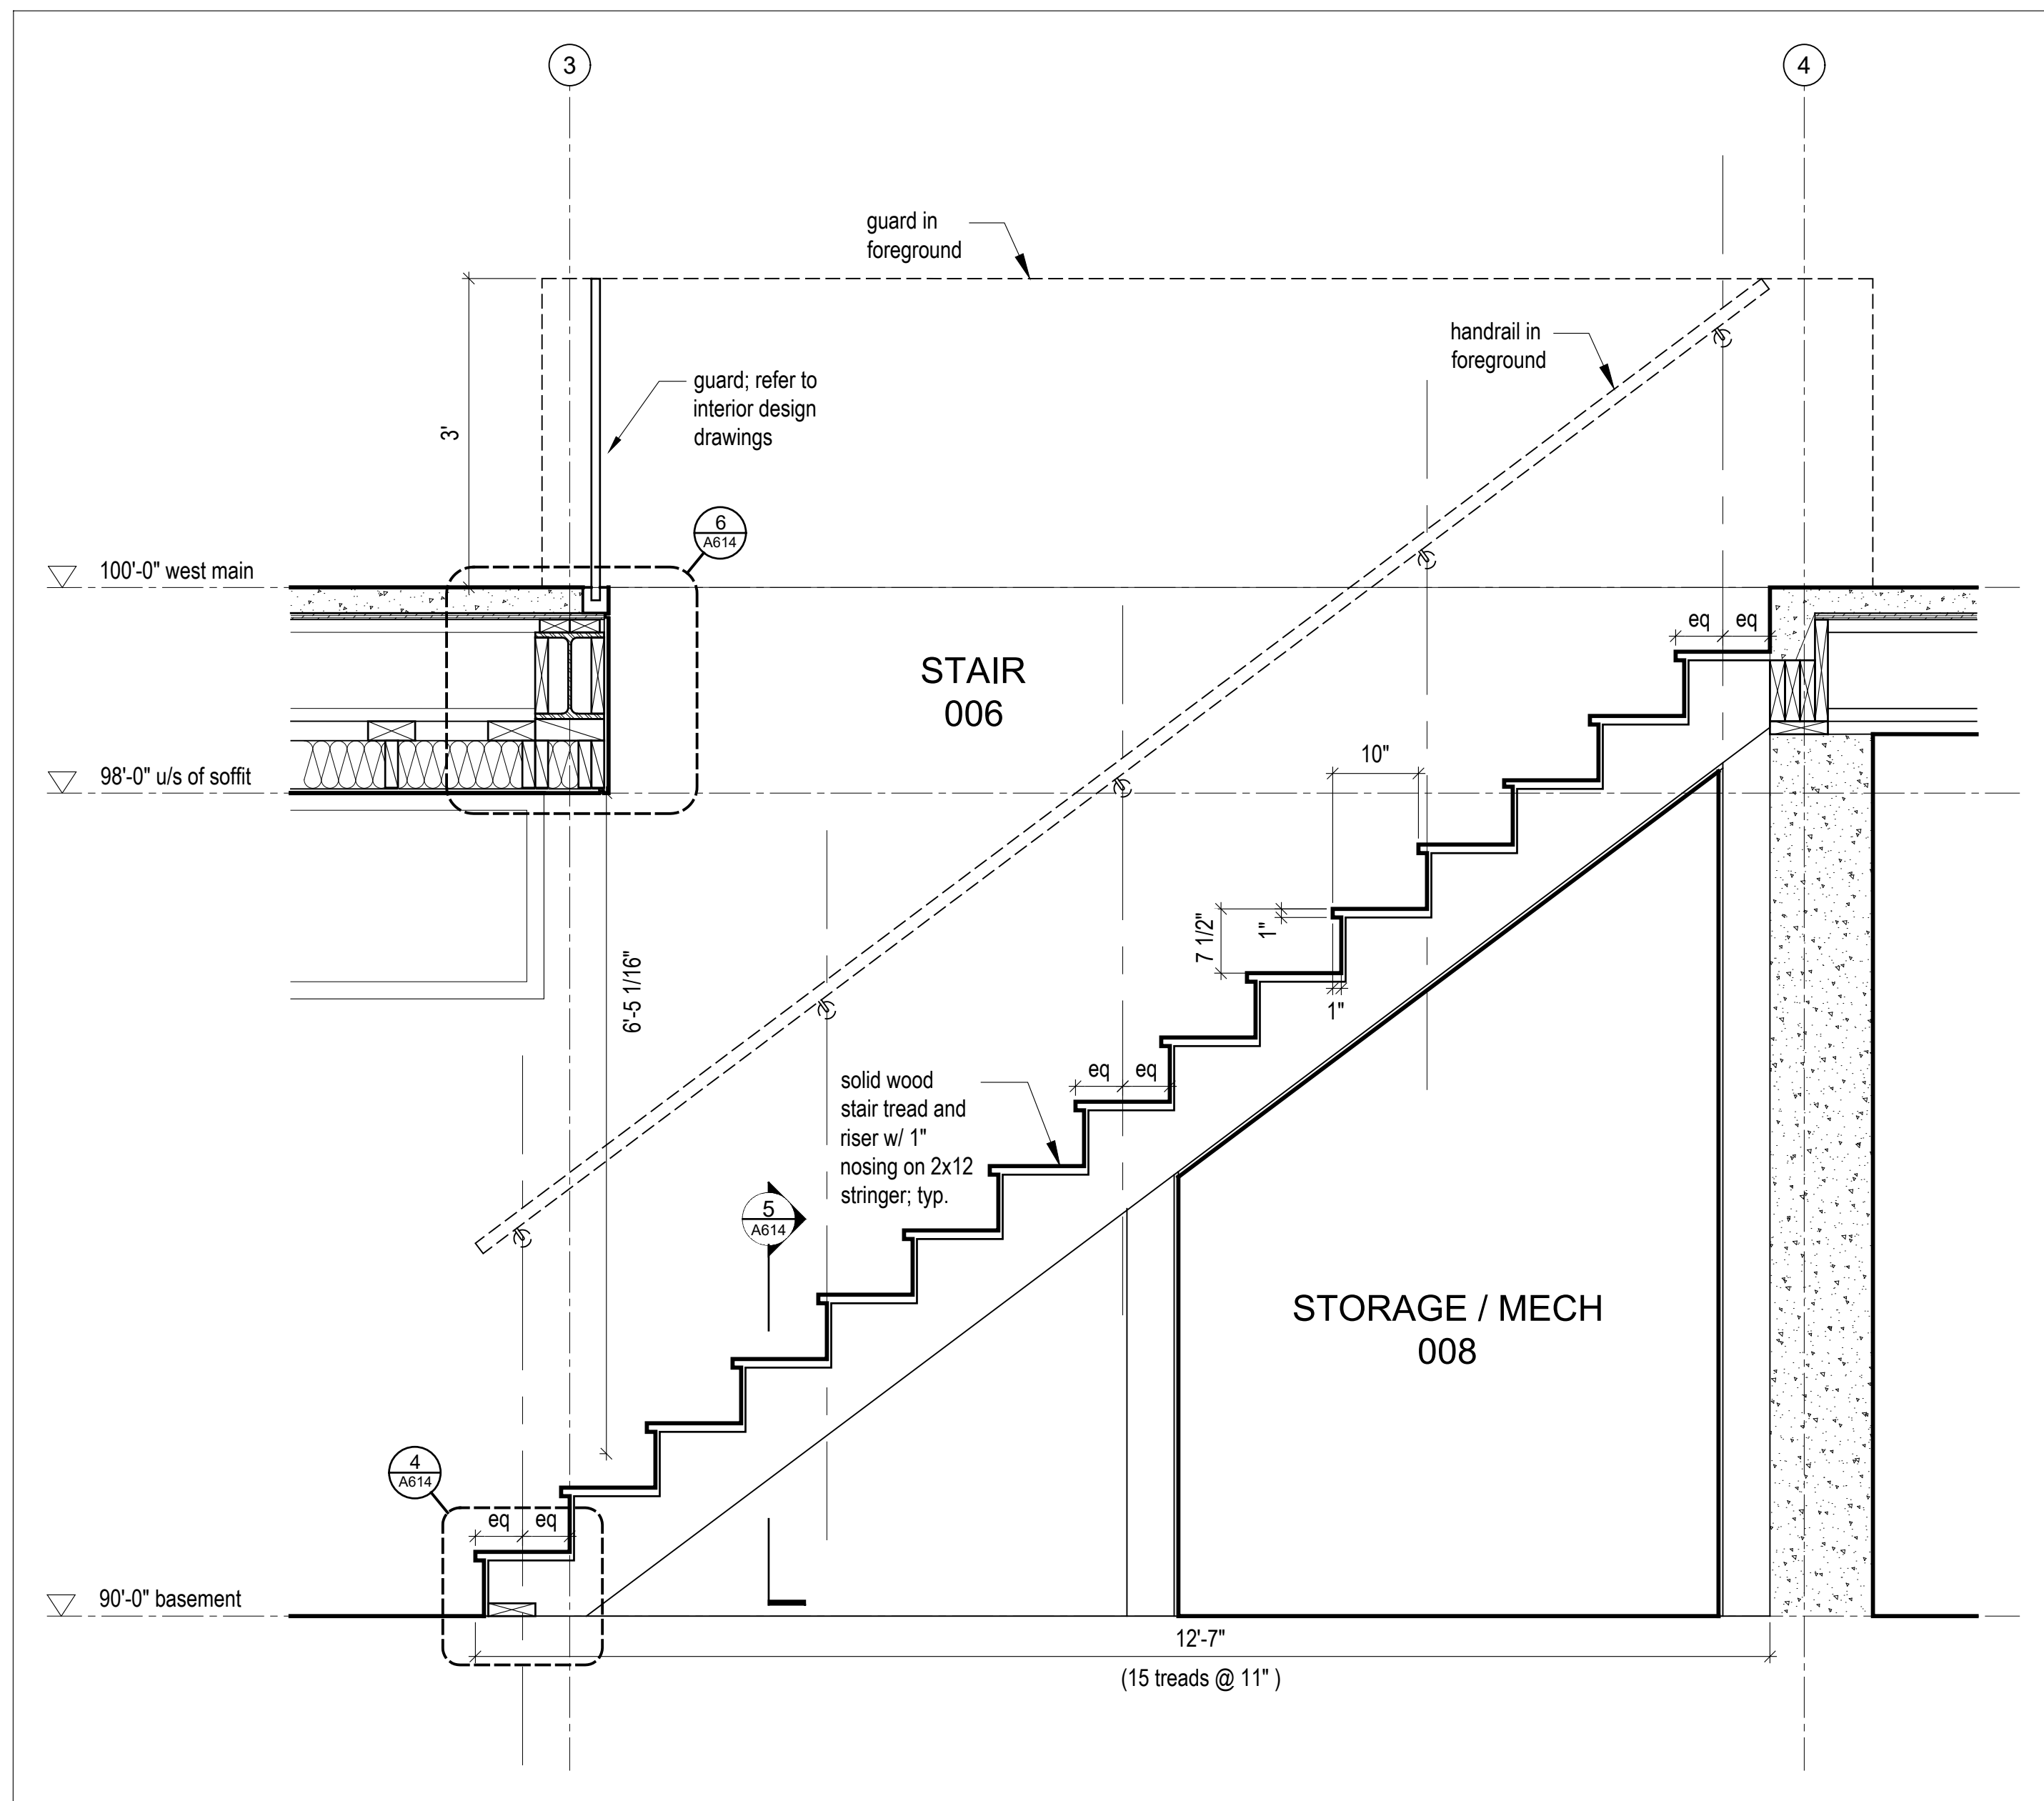 3
4
guard in
foreground
handrail in
foreground
guard; refer to
interior design
drawings
3'
6
A614
100'-0" west main
eq eq
STAIR
006
10"
98'-0" u/s of soffit
7 1/2"
1"
1"
6'-5 1/16"
eq eq
solid wood
stair tread and
riser w/ 1"
nosing on 2x12
stringer; typ.
5
A614
STORAGE / MECH
008
4
A614
eq eq
90'-0" basement
12'-7"
(15 treads @ 11" )